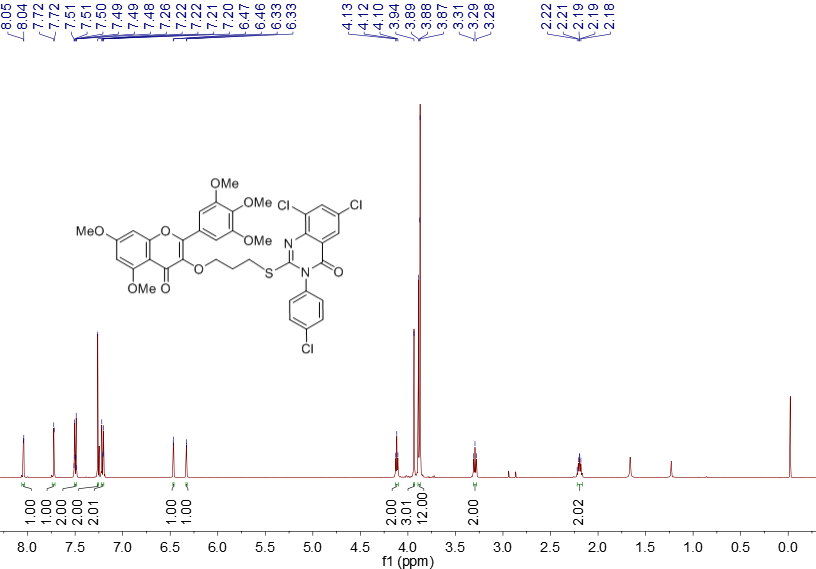 8.05 8.04 7.72 7.72 7.51 7.51 7.50 7.49 7.49 7.48 7.26 7.22 7.22 7.21 7.20 6.47 6.46 6.33 6.33 4.13 4.12 4.10 3.94 3.89 3.88 3.87 3.31 3.29 3.28 2.22 2.21 2.19 2.19 2.18
OMe
Cl OMe Cl
MeO O OMe N
O O S N O
OMe
Cl
1.00 1.00 2.00 2.00 2.01 1.00 1.00 2.00 3.01 12.00 2.00 2.02
8.0 7.5 7.0 6.5 6.0 5.5 5.0 4.5 4.0 3.5 3.0 2.5 2.0 1.5 1.0 0.5 0.0
f1 (ppm)